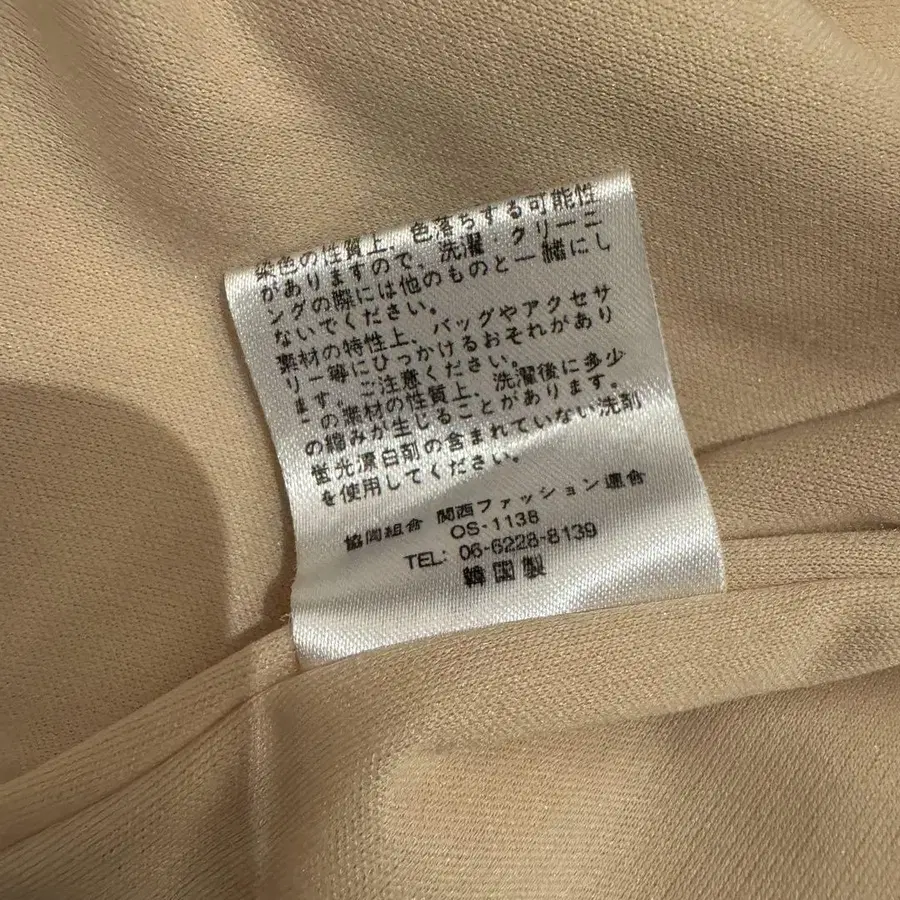 染色の性質上、色落ちする可能性
がありますので、洗濯・クリーニ
ングの際には他のものと一緒にし
ないでください。
素材の特性上、バッグやアクセサ
リー等にひっかけるおそれがあり
ます。ご注意ください。
この素材の性質上、洗濯後に多少
の縮みが生じることがあります。
蛍光漂白剤の含まれていない洗剤
を使用してください。
協同組合 関西ファッション連合
OS-1138
TEL: 06-6228-8139
韓国製